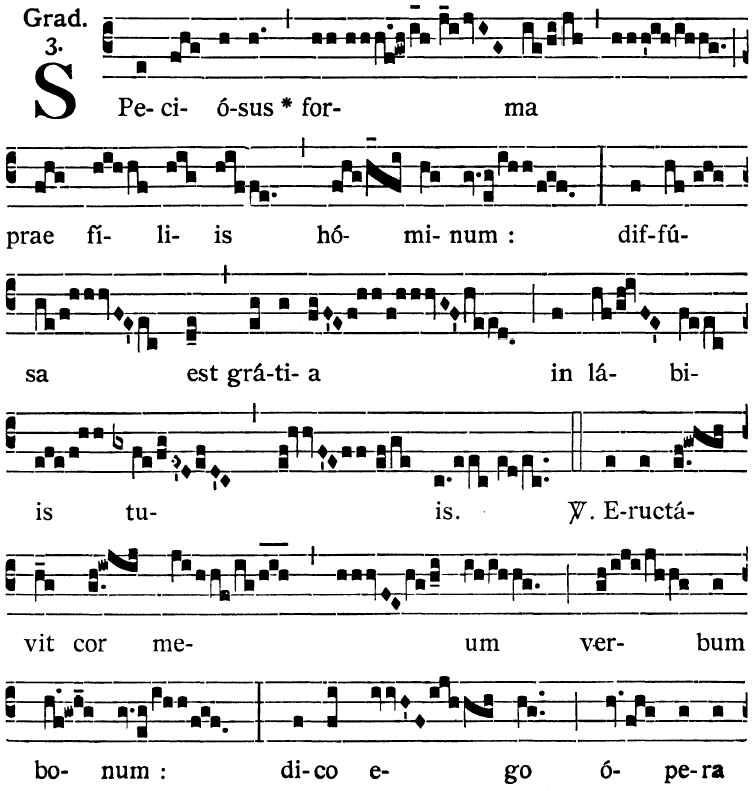 Grad.
3.
SPe- ci- ó-sus * for- ma
prae fí- li- is hó- mi- num :
dif-fú-
sa est grá-ti- a in lá- bi-
is tu- is. ℣. E-ructá-
vit cor me- um ver- bum
bo- num : di-co e- go ó- pe-ra